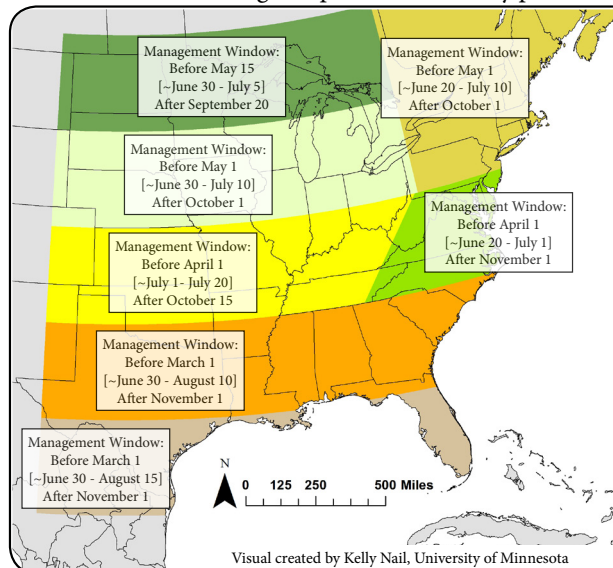 Management Window:
Before May 15
[~June 30 - July 5]
After September 20
Management Window:
Before May 1
[~June 20 - July 10]
After October 1
Management Window:
Before May 1
[~June 30 - July 10]
After October 1
Management Window:
Before April 1
[~June 20 - July 1]
After November 1
Management Window:
Before April 1
[~July 1- July 20]
After October 15
Management Window:
Before March 1
[~June 30 - August 10]
After November 1
Management Window:
Before March 1
[~June 30 - August 15]
After November 1
N
0 125 250 500 Miles
Visual created by Kelly Nail, University of Minnesota